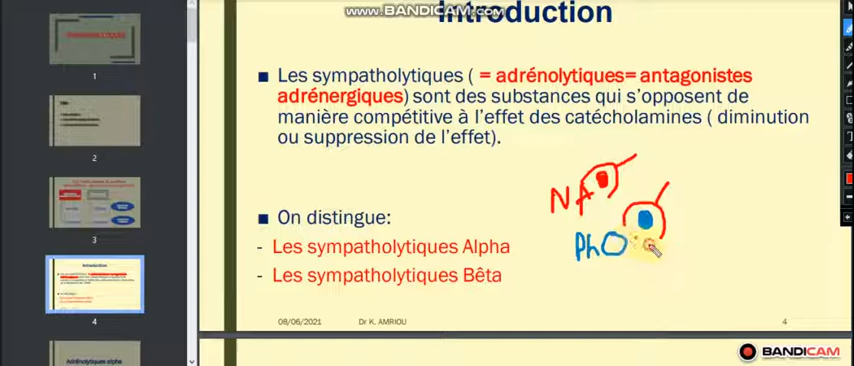 www.BANDICAM.com
Introduction
Les sympatholytiques ( = adrénolytiques= antagonistes
adrénergiques) sont des substances qui s'opposent de
manière compétitive à l'effet des catécholamines ( diminution
ou suppression de l'effet).
NA
On distingue:
Ph
- Les sympatholytiques Alpha
- Les sympatholytiques Bêta
08/06/2021 Dr K. AMRIOU 4
BANDICAM
1
2
3
Introduction
4
Adrénolytiques alpha